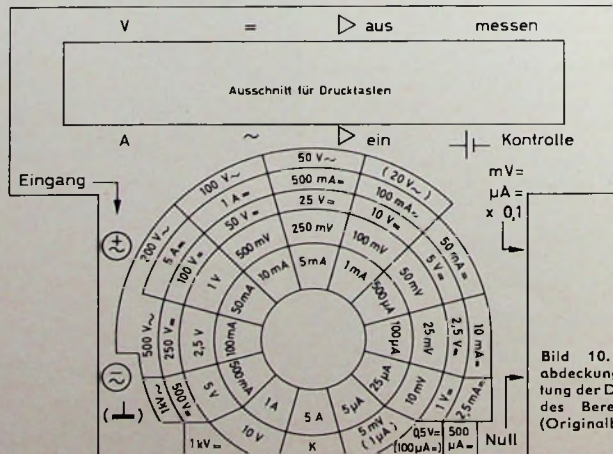 V = ▷ aus messen
Ausschnitt für Drucktasten
A ~ ▷ ein Kontrolle
Eingang
mV=
µA=
x 0,1
200 V~
100 V~
50 V~
(20 V~)
5 A=
1 A=
500 mA=
100 mA=
50 mA=
100 V=
50 V=
25 V=
10 V=
5 V=
1 V
500 mV
250 mV
100 mV
50 mV
50 mA
10 mA
5 mA
1 mA
500 µA
500 V~
250 V=
2,5 V
100 mA
100 µA
25 mV
2,5 V=
10 mA=
1 kV~
500 V=
5 V
500 mA
25 µA
10 mV
1 V=
2,5 mA=
1 kV=
10 V
1 A
5 A
5 µA
5 mV
(1 µA)
0,5 V=
(100 µA=)
500
µA=
K
(⊥)
Null
Bild 10.
abdeckung
tung der D
des Berei
(Originalb